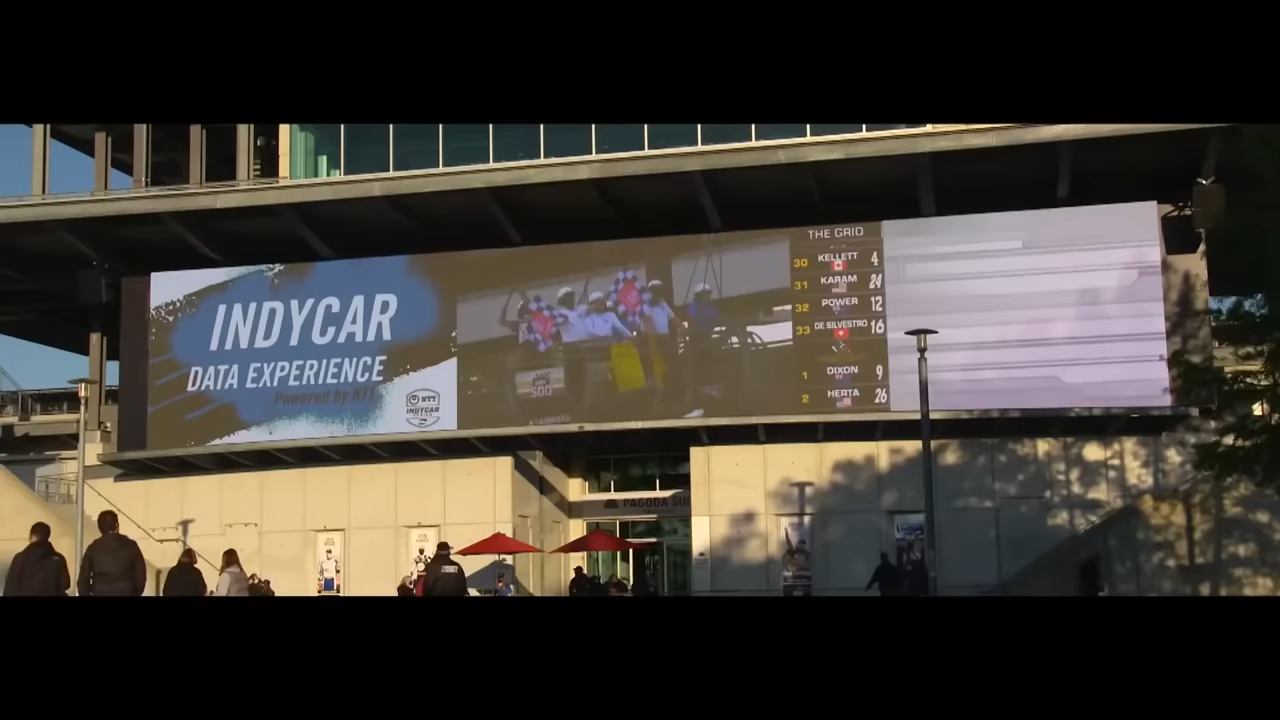 INDYCAR
DATA EXPERIENCE
Powered by NTT
NTT
INDYCAR
SERIES
500
THE GRID
30 KELLETT 4
31 KARAM 24
32 POWER 12
33 DE SILVESTRO 16
1 DIXON 9
2 HERTA 26
PAGODA